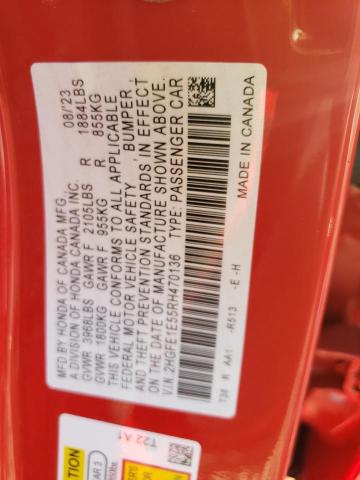 MFD BY HONDA OF CANADA MFG. 08/'23
A DIVISION OF HONDA CANADA INC.
GVWR 3968LBS GAWR F 2105LBS R 1884LBS
GVWR 1800KG GAWR F 955KG R 855KG
THIS VEHICLE CONFORMS TO ALL APPLICABLE
FEDERAL MOTOR VEHICLE SAFETY, BUMPER,
AND THEFT PREVENTION STANDARDS IN EFFECT
ON THE DATE OF MANUFACTURE SHOWN ABOVE.
V.I.N. 2HGFE1E55RH470136 TYPE: PASSENGER CAR
T38 R AA1 -R513 -E -H MADE IN CANADA
T22 A1